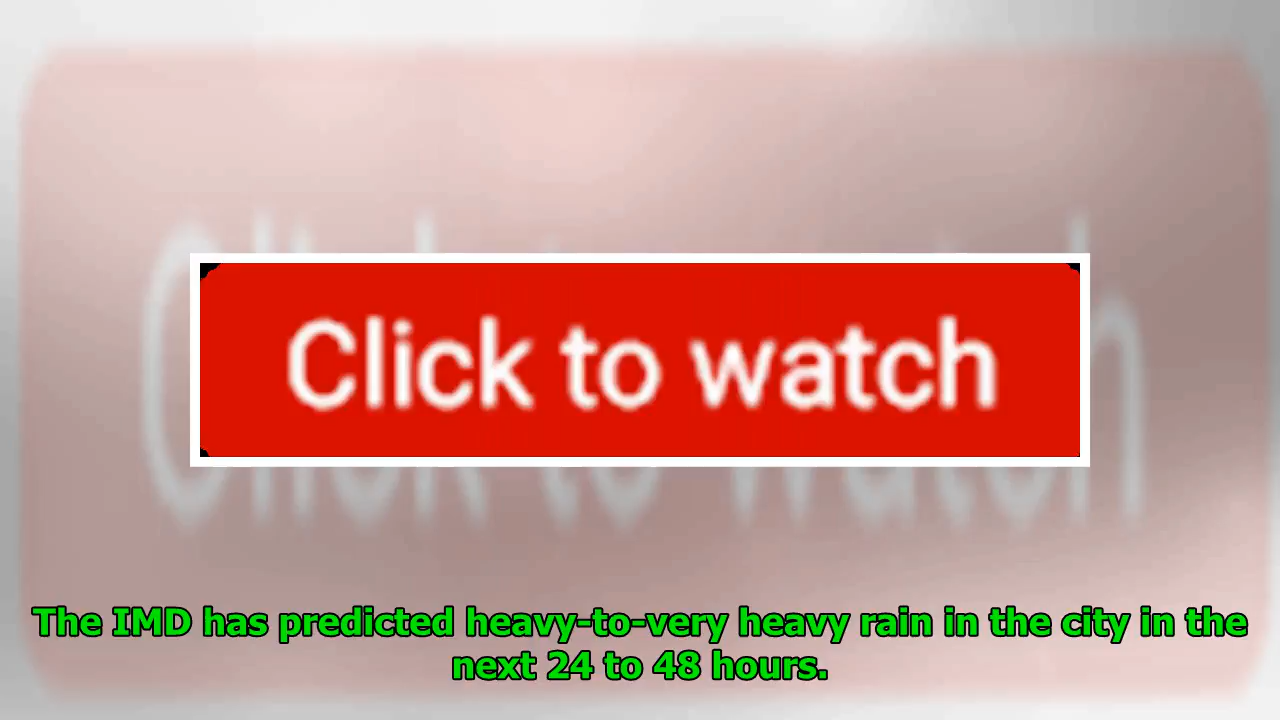 Click to watch
The IMD has predicted heavy-to-very heavy rain in the city in the
next 24 to 48 hours.